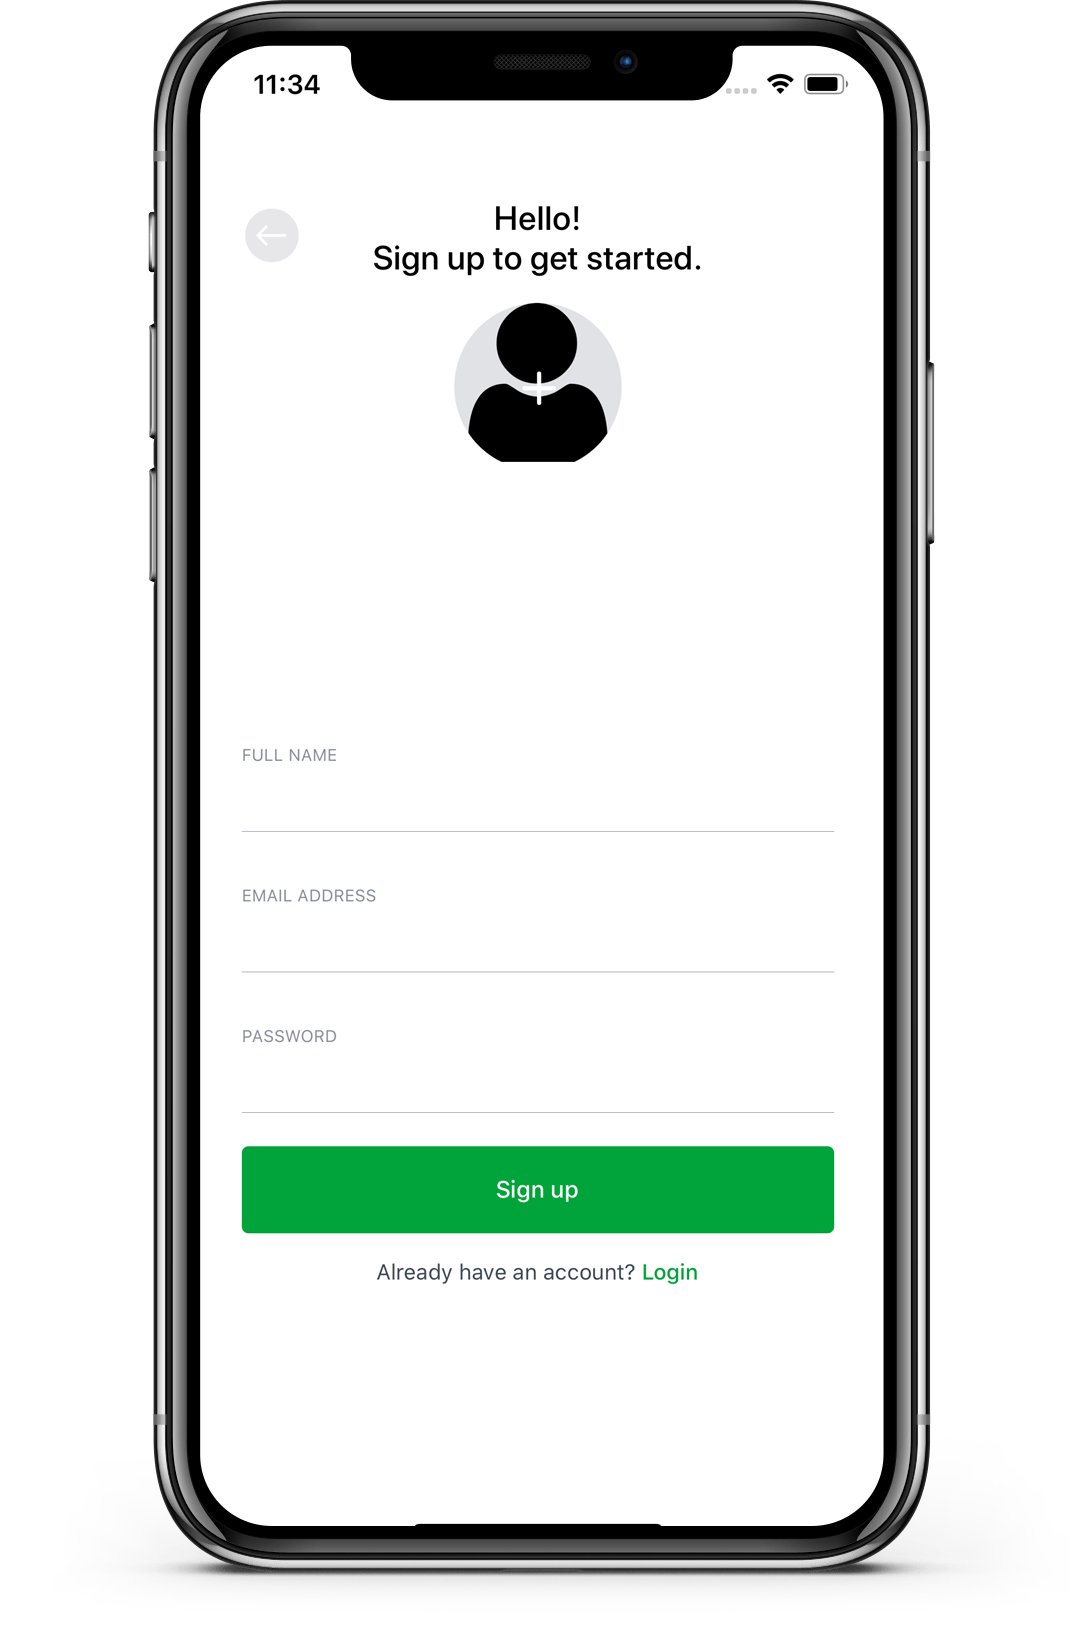 11:34
Hello!
Sign up to get started.
FULL NAME
EMAIL ADDRESS
PASSWORD
Sign up
Already have an account? Login